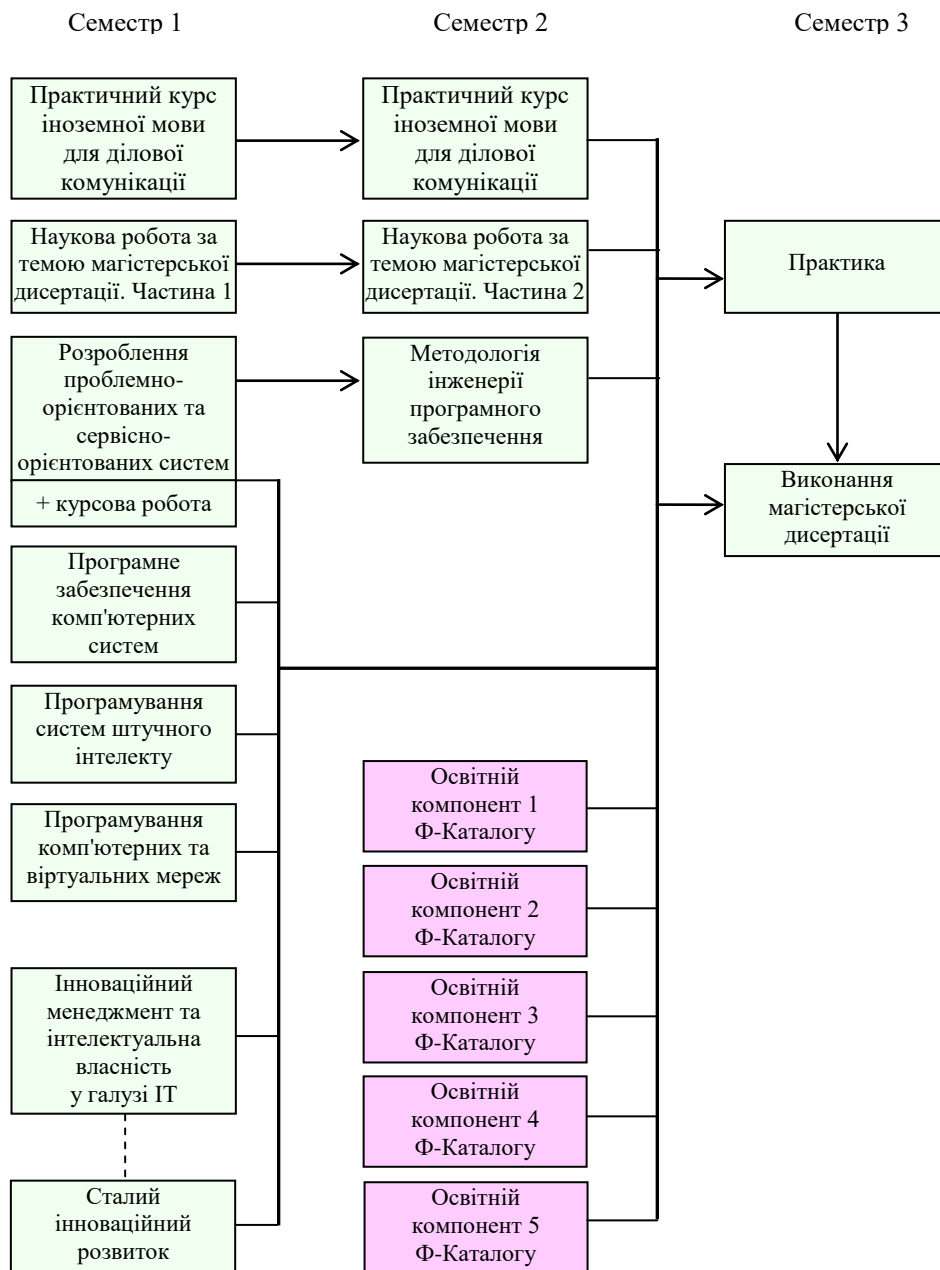 Семестр 1
Семестр 2
Семестр 3
Практичний курс
іноземної мови
для ділової
комунікації
Практичний курс
іноземної мови
для ділової
комунікації
Наукова робота за
темою магістерської
дисертації. Частина 1
Наукова робота за
темою магістерської
дисертації. Частина 2
Практика
Розроблення
проблемно-
орієнтованих та
сервісно-
орієнтованих систем
+ курсова робота
Методологія
інженерії
програмного
забезпечення
Виконання
магістерської
дисертації
Програмне
забезпечення
комп'ютерних
систем
Програмування
систем штучного
інтелекту
Програмування
комп'ютерних та
віртуальних мереж
Інноваційний
менеджмент та
інтелектуальна
власність
у галузі ІТ
Сталий
інноваційний
розвиток
Освітній
компонент 1
Ф-Каталогу
Освітній
компонент 2
Ф-Каталогу
Освітній
компонент 3
Ф-Каталогу
Освітній
компонент 4
Ф-Каталогу
Освітній
компонент 5
Ф-Каталогу